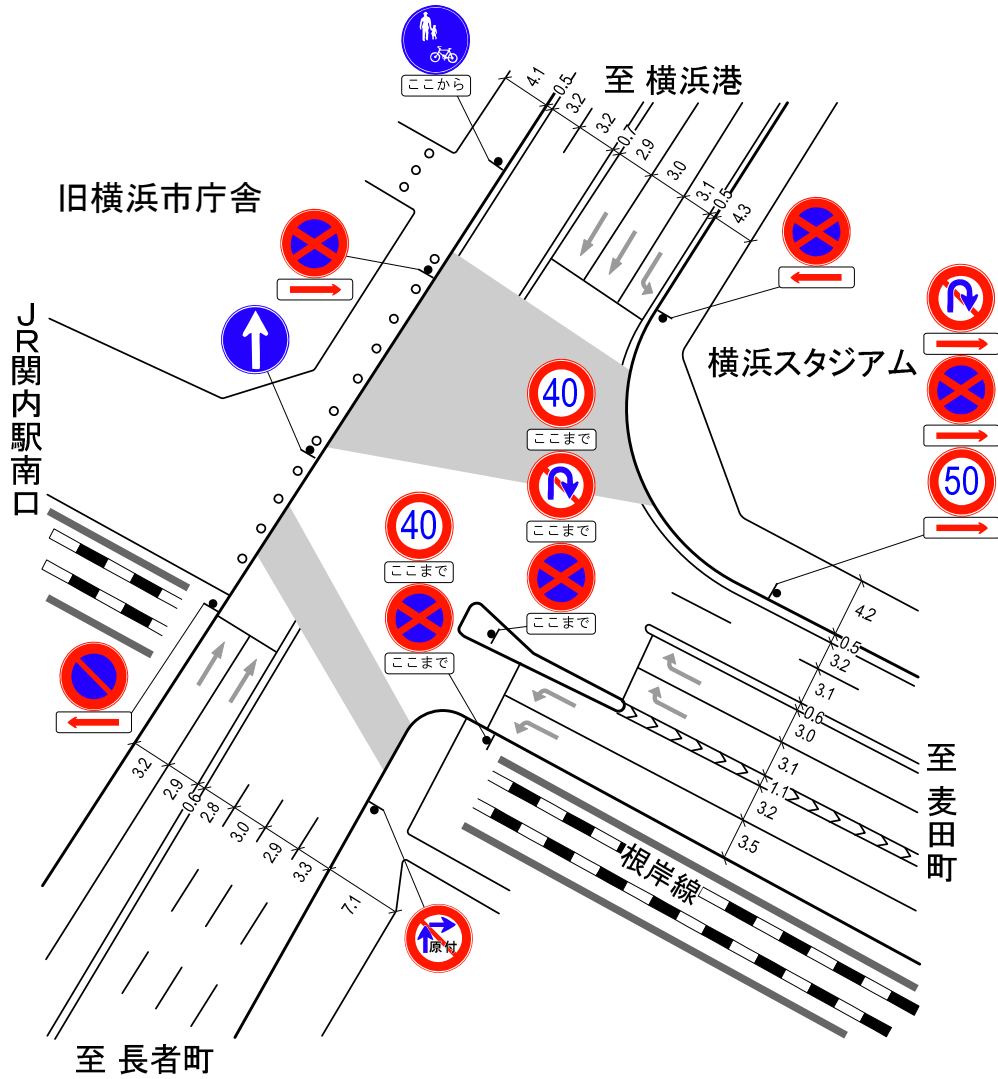 ここから
至 横浜港
4.1
0.5
3.2
3.2
0.7
2.9
3.0
3.1
0.5
4.3
旧横浜市庁舎
JR関内駅南口
横浜スタジアム
40
ここまで
ここまで
ここまで
40
ここまで
ここまで
50
4.2
0.5
3.2
3.1
0.6
3.0
3.1
1.1
3.2
3.5
至 麦田町
根岸線
3.2
2.9
0.6
2.8
3.0
2.9
3.3
7.1
原付
至 長者町